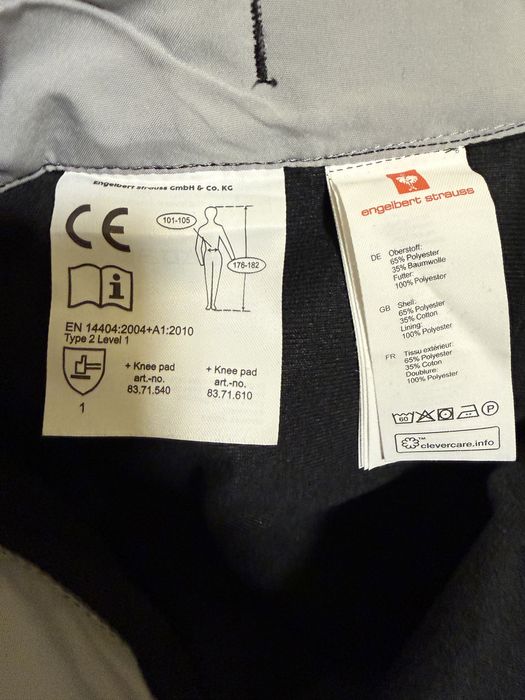 Engelbert strauss GmbH & Co. KG
CE
101-105
176-182
i
EN 14404:2004+A1:2010
Type 2 Level 1
+ Knee pad
art.-no.
83.71.540
+ Knee pad
art.-no.
83.71.610
1
engelbert strauss
DE Oberstoff:
65% Polyester
35% Baumwolle
Futter:
100% Polyester
GB Shell:
65% Polyester
35% Cotton
Lining:
100% Polyester
FR Tissu extérieur:
65% Polyester
35% Coton
Doublure:
100% Polyester
60
P
clevercare.info